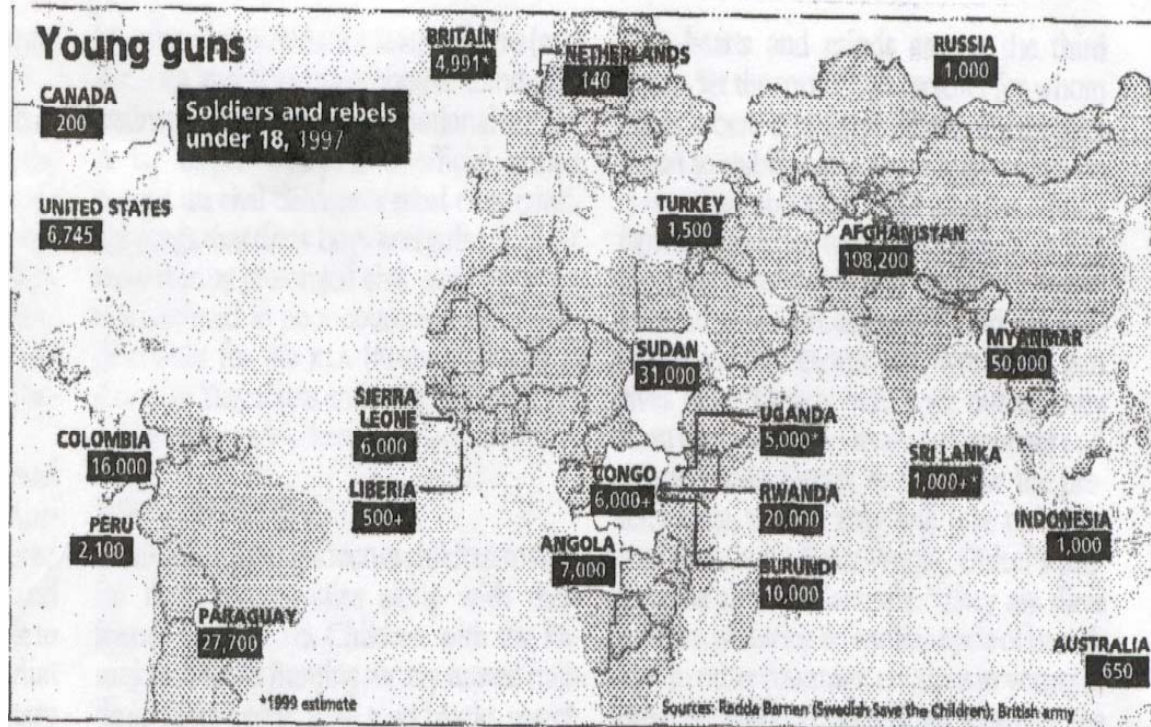 Young guns
Soldiers and rebels
under 18, 1997
CANADA
200
UNITED STATES
6,745
BRITAIN
4,991*
NETHERLANDS
140
RUSSIA
1,000
TURKEY
1,500
AFGHANISTAN
108,200
MYANMAR
50,000
SUDAN
31,000
SIERRA
LEONE
6,000
LIBERIA
500+
UGANDA
5,000*
CONGO
6,000+
RWANDA
20,000
BURUNDI
10,000
ANGOLA
7,000
SRI LANKA
1,000+*
INDONESIA
1,000
COLOMBIA
16,000
PERU
2,100
PARAGUAY
27,700
AUSTRALIA
650
*1999 estimate
Sources: Radda Barnen (Swedish Save the Children); British army